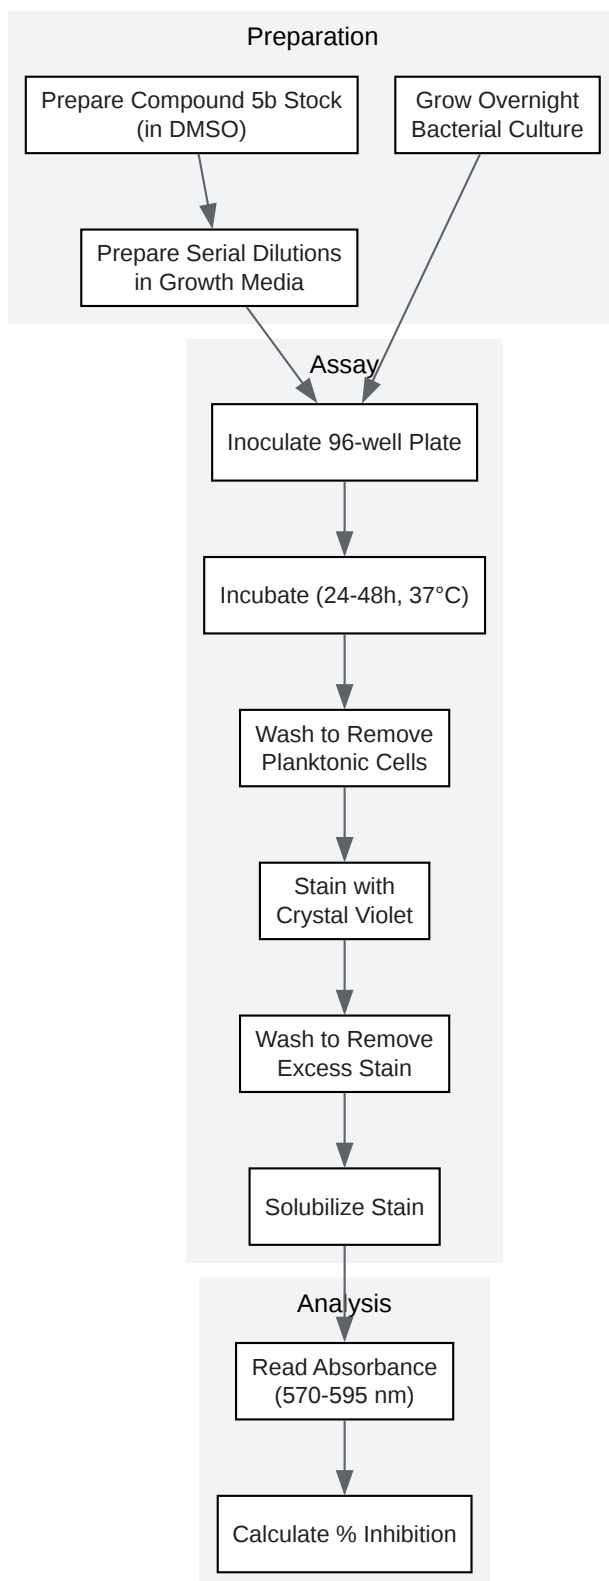 Preparation
Prepare Compound 5b Stock
(in DMSO)
Grow Overnight
Bacterial Culture
Prepare Serial Dilutions
in Growth Media
Assay
Inoculate 96-well Plate
Incubate (24-48h, 37°C)
Wash to Remove
Planktonic Cells
Stain with
Crystal Violet
Wash to Remove
Excess Stain
Solubilize Stain
Analysis
Read Absorbance
(570-595 nm)
Calculate % Inhibition